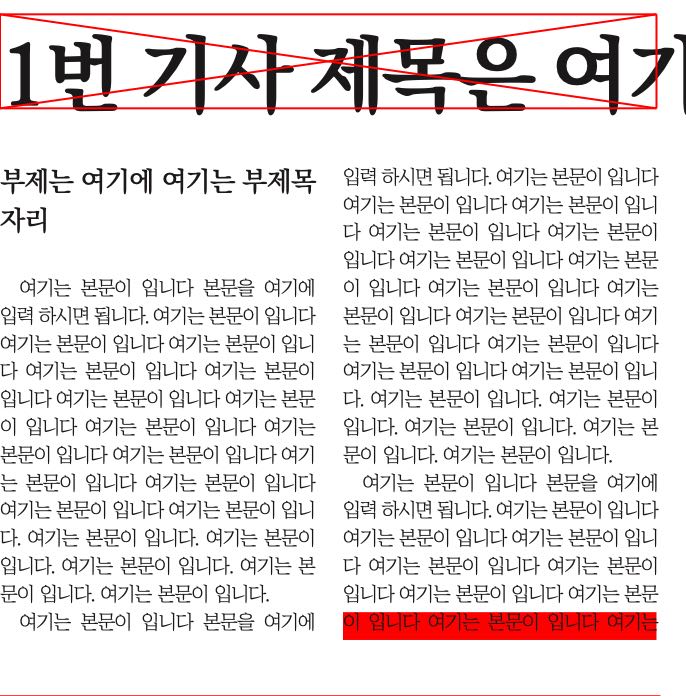 1번 기사 제목은 여기
부제는 여기에 여기는 부제목
자리
여기는 본문이 입니다 본문을 여기에
입력 하시면 됩니다. 여기는 본문이 입니다
여기는 본문이 입니다 여기는 본문이 입니
다 여기는 본문이 입니다 여기는 본문이
입니다 여기는 본문이 입니다 여기는 본문
이 입니다 여기는 본문이 입니다 여기는
본문이 입니다 여기는 본문이 입니다 여기
는 본문이 입니다 여기는 본문이 입니다
여기는 본문이 입니다 여기는 본문이 입니
다. 여기는 본문이 입니다. 여기는 본문이
입니다. 여기는 본문이 입니다. 여기는 본
문이 입니다. 여기는 본문이 입니다.
여기는 본문이 입니다 본문을 여기에
입력 하시면 됩니다. 여기는 본문이 입니다
여기는 본문이 입니다 여기는 본문이 입니
다 여기는 본문이 입니다 여기는 본문이
입니다 여기는 본문이 입니다 여기는 본문
이 입니다 여기는 본문이 입니다 여기는
본문이 입니다 여기는 본문이 입니다 여기
는 본문이 입니다 여기는 본문이 입니다
여기는 본문이 입니다 여기는 본문이 입니
다. 여기는 본문이 입니다. 여기는 본문이
입니다. 여기는 본문이 입니다. 여기는 본
문이 입니다. 여기는 본문이 입니다.
여기는 본문이 입니다 본문을 여기에
입력 하시면 됩니다. 여기는 본문이 입니다
여기는 본문이 입니다 여기는 본문이 입니
다 여기는 본문이 입니다 여기는 본문이
입니다 여기는 본문이 입니다 여기는 본문
이 입니다 여기는 본문이 입니다 여기는